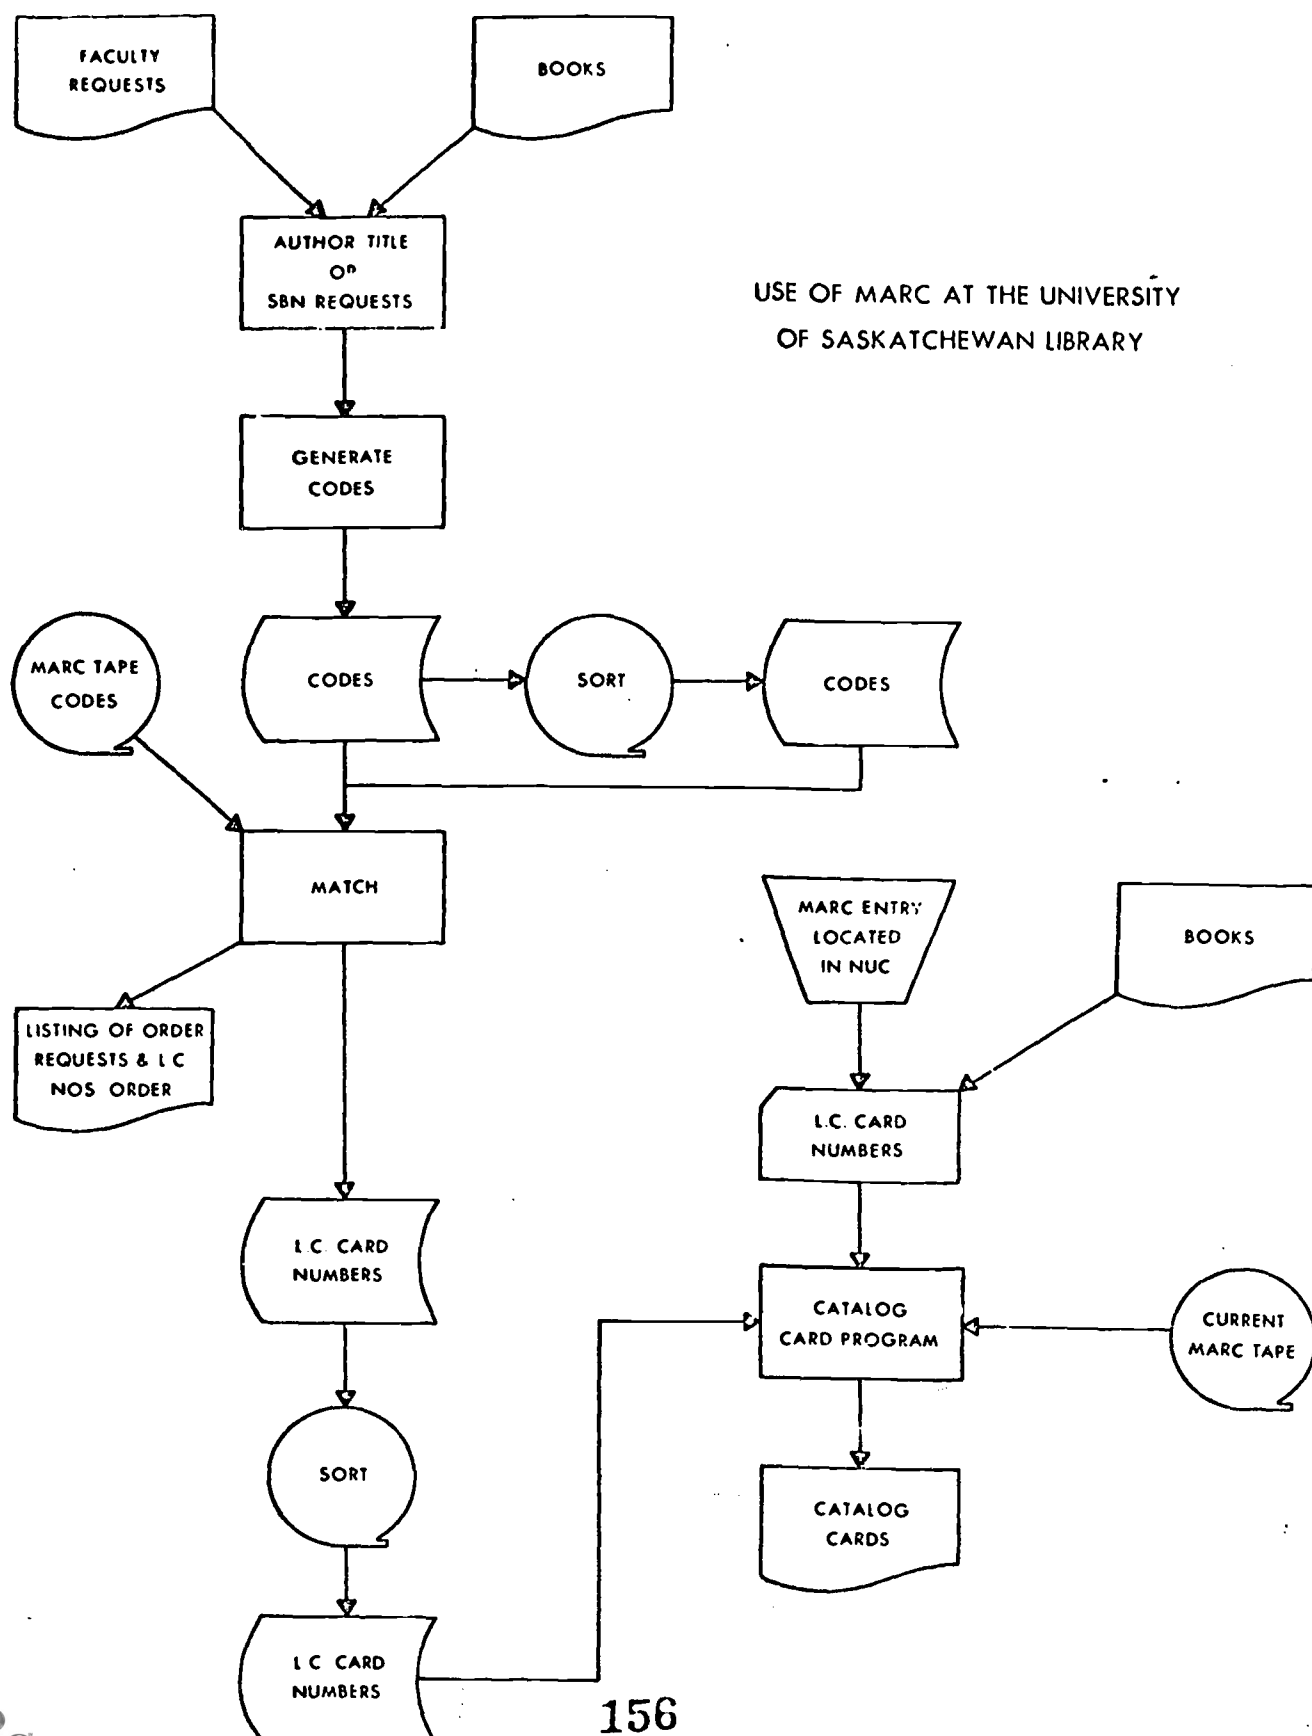 FACULTY
REQUESTS
BOOKS
AUTHOR TITLE
OR
SBN REQUESTS
USE OF MARC AT THE UNIVERSITY
OF SASKATCHEWAN LIBRARY
GENERATE
CODES
MARC TAPE
CODES
CODES
SORT
CODES
MATCH
MARC ENTRY
LOCATED
IN NUC
BOOKS
LISTING OF ORDER
REQUESTS & L C
NOS ORDER
L.C. CARD
NUMBERS
L.C. CARD
NUMBERS
CATALOG
CARD PROGRAM
CURRENT
MARC TAPE
SORT
CATALOG
CARDS
L C CARD
NUMBERS
156